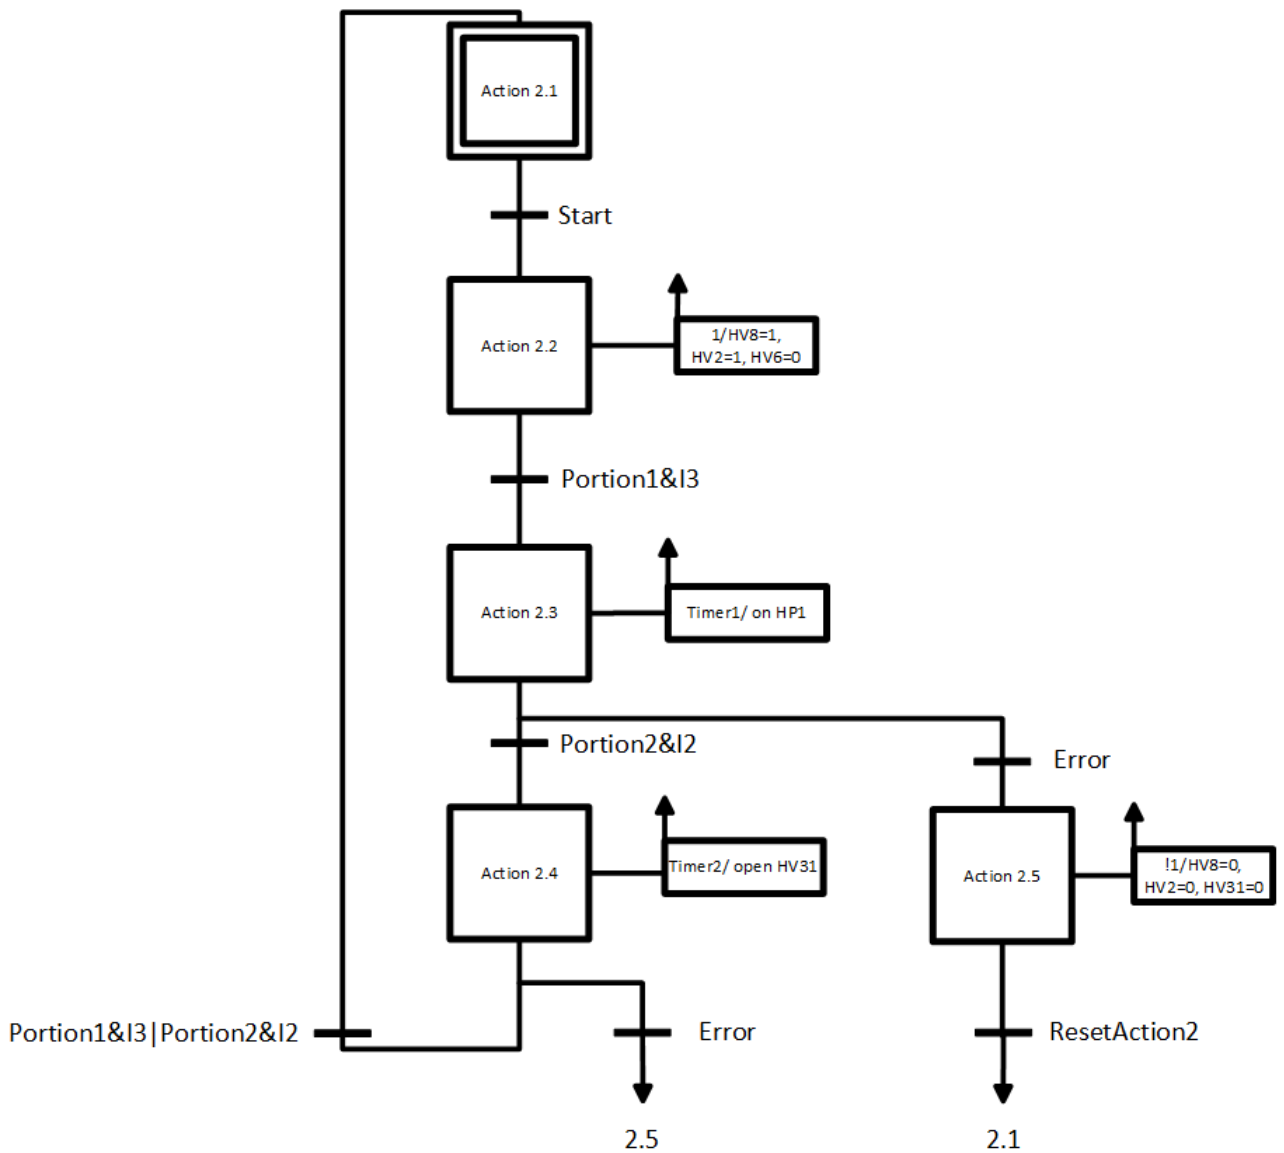 Action 2.1
Start
Action 2.2
1/HV8=1,
HV2=1, HV6=0
Portion1&I3
Action 2.3
Timer1/ on HP1
Portion2&I2
Error
Action 2.4
Timer2/ open HV31
Action 2.5
!1/HV8=0,
HV2=0, HV31=0
Portion1&I3|Portion2&I2
Error
ResetAction2
2.5
2.1